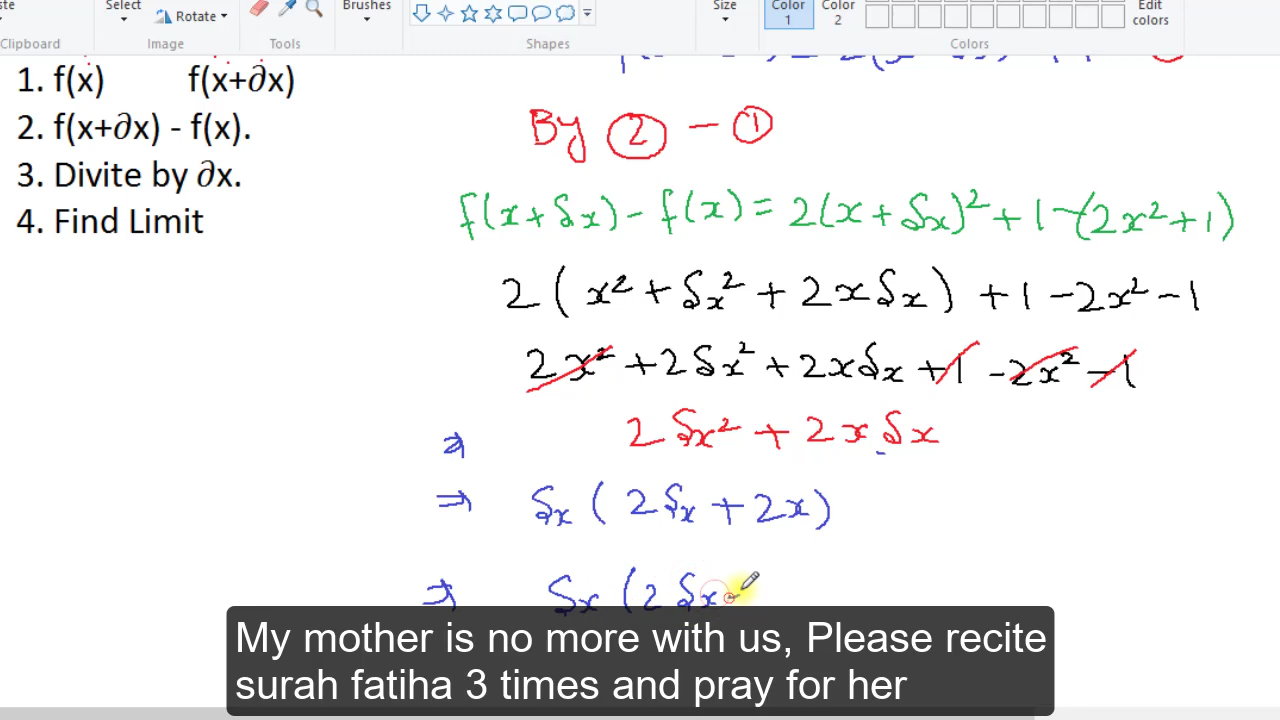 Select
Rotate
Brushes
Size
Color 1
Color 2
Edit colors
Clipboard
Image
Tools
Shapes
Colors
1. f(x) f(x+∂x)
2. f(x+∂x) - f(x).
3. Divite by ∂x.
4. Find Limit
By ② - ①
f(x+δx) - f(x) = 2(x+δx)² + 1 - (2x²+1)
2(x² + δx² + 2xδx) + 1 - 2x² - 1
2x² + 2δx² + 2xδx + 1 - 2x² - 1
⇒ 2δx² + 2xδx
⇒ δx(2δx + 2x)
⇒ δx(2δx
My mother is no more with us, Please recite
surah fatiha 3 times and pray for her